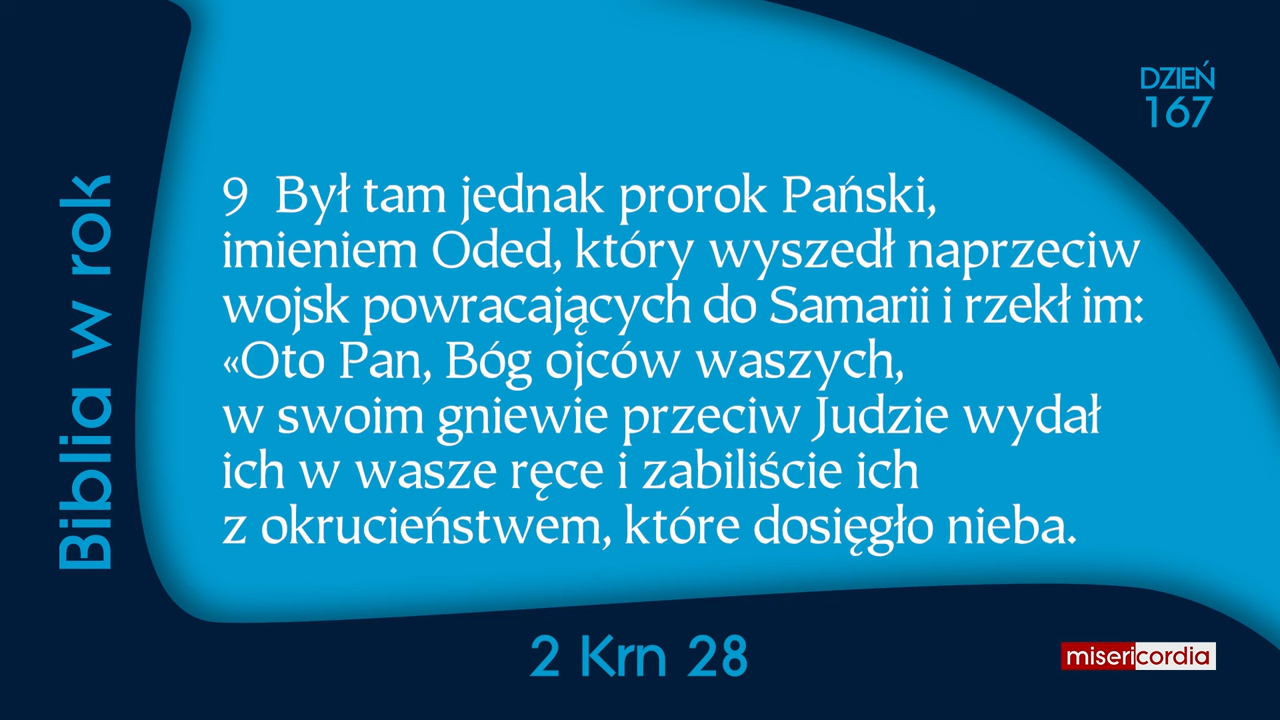 DZIEŃ
167
Biblia w rok
9 Był tam jednak prorok Pański,
imieniem Oded, który wyszedł naprzeciw
wojsk powracających do Samarii i rzekł im:
«Oto Pan, Bóg ojców waszych,
w swoim gniewie przeciw Judzie wydał
ich w wasze ręce i zabiliście ich
z okrucieństwem, które dosięgło nieba.
2 Krn 28
misericordia